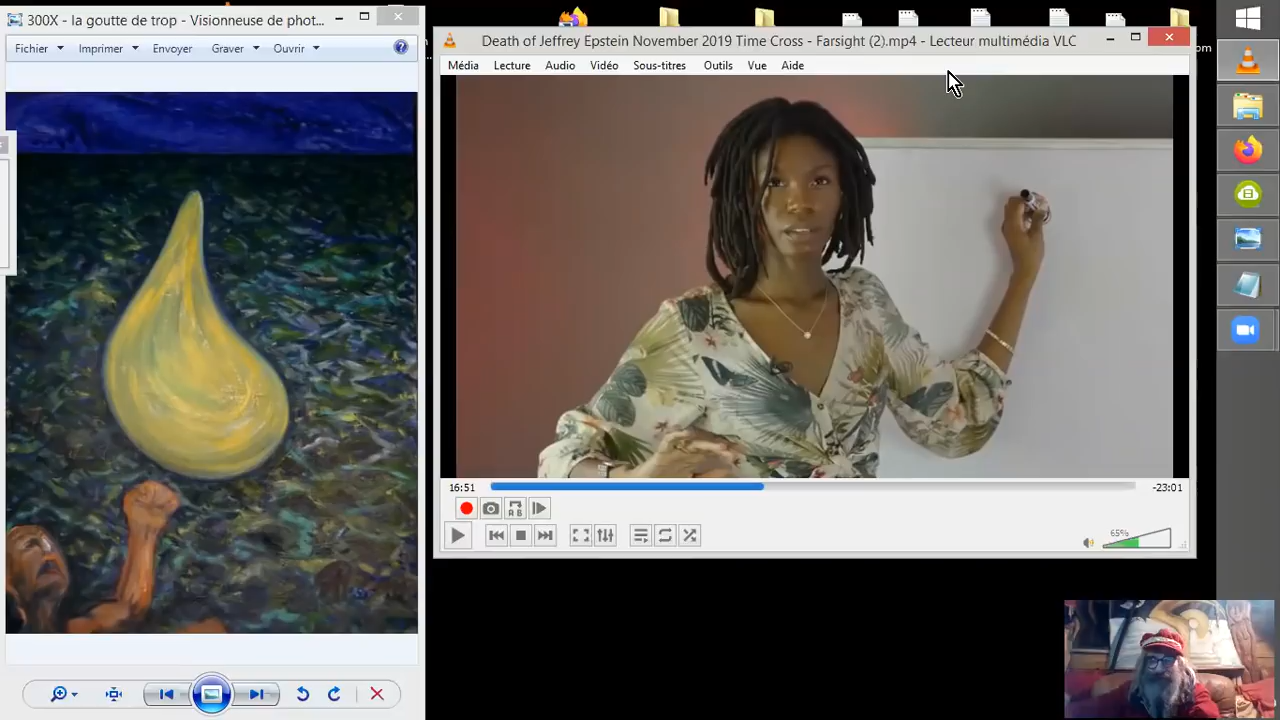 300X - la goutte de trop - Visionneuse de phot...
Fichier Imprimer Envoyer Graver Ouvrir
Death of Jeffrey Epstein November 2019 Time Cross - Farsight (2).mp4 - Lecteur multimédia VLC
Média Lecture Audio Vidéo Sous-titres Outils Vue Aide
16:51 -23:01
65%
com